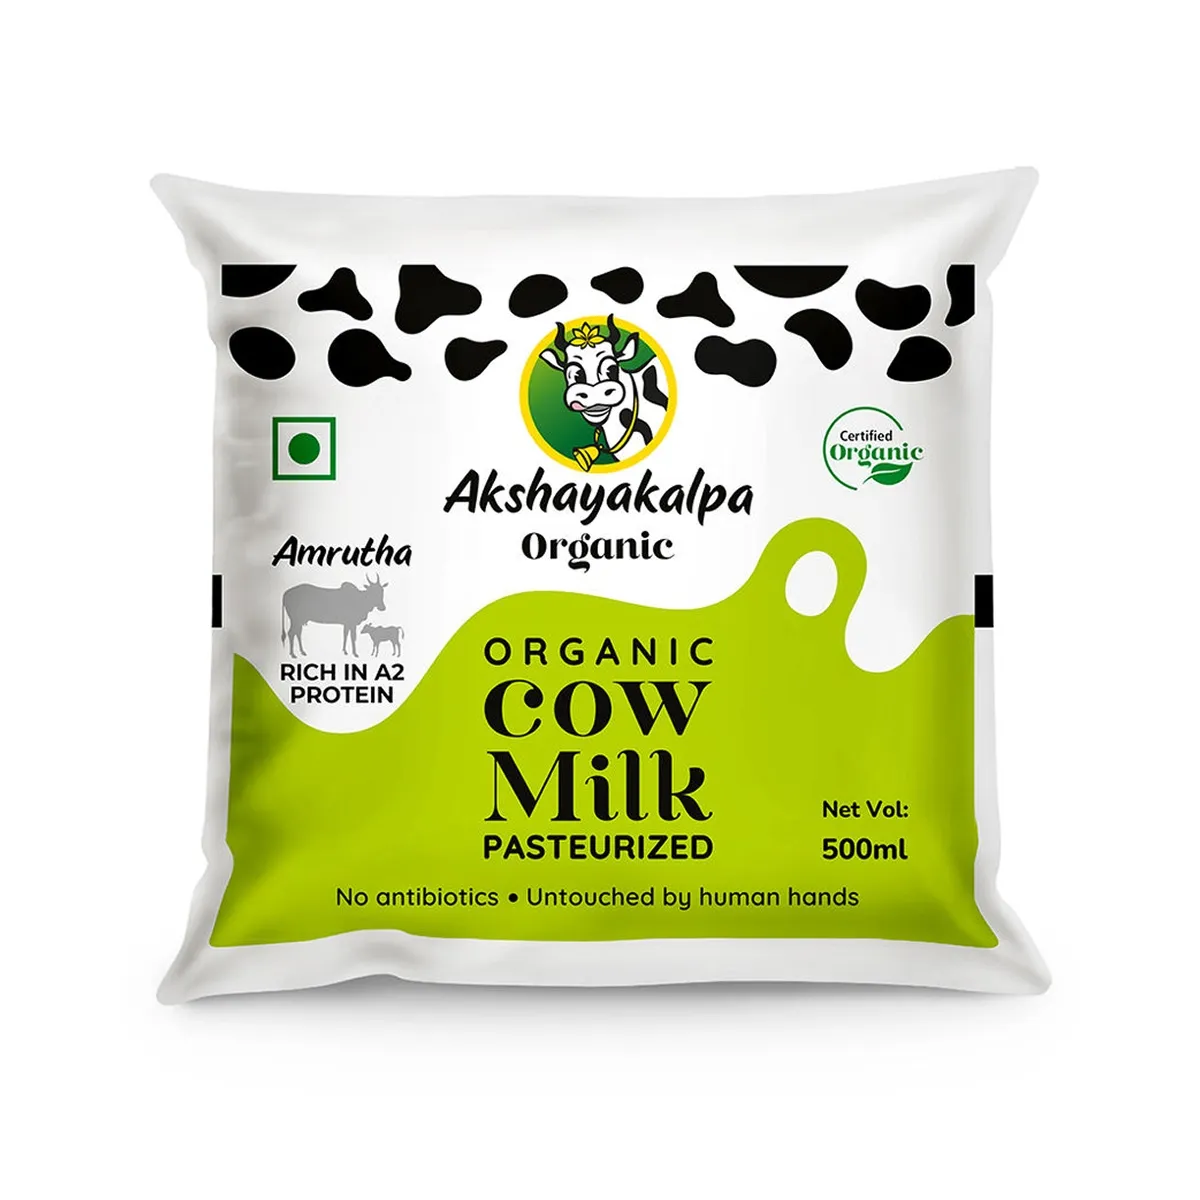 Akshayakalpa
Organic
Certified
Organic
Amrutha
RICH IN A2
PROTEIN
ORGANIC
cow
Milk
PASTEURIZED
Net Vol:
500ml
No antibiotics • Untouched by human hands